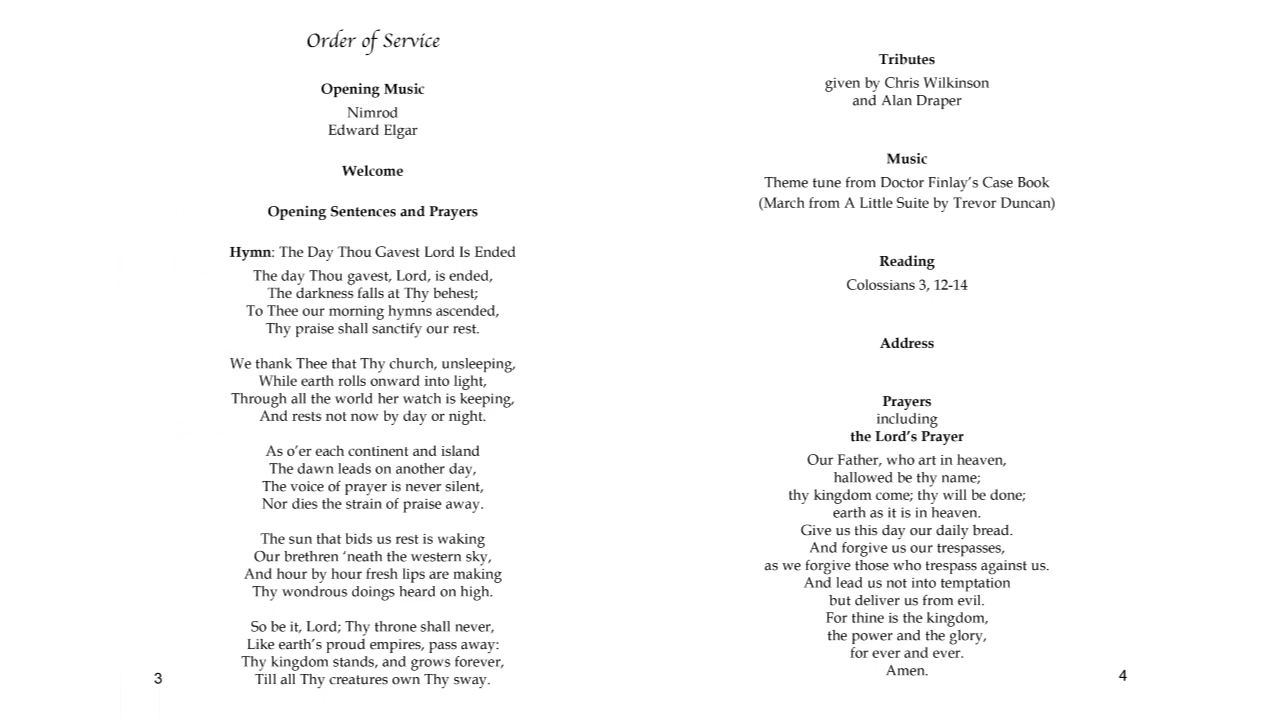 Order of Service
Opening Music
Nimrod
Edward Elgar
Welcome
Opening Sentences and Prayers
Hymn: The Day Thou Gavest Lord Is Ended
The day Thou gavest, Lord, is ended,
The darkness falls at Thy behest;
To Thee our morning hymns ascended,
Thy praise shall sanctify our rest.
We thank Thee that Thy church, unsleeping,
While earth rolls onward into light,
Through all the world her watch is keeping,
And rests not now by day or night.
As o’er each continent and island
The dawn leads on another day,
The voice of prayer is never silent,
Nor dies the strain of praise away.
The sun that bids us rest is waking
Our brethren ‘neath the western sky,
And hour by hour fresh lips are making
Thy wondrous doings heard on high.
So be it, Lord; Thy throne shall never,
Like earth’s proud empires, pass away:
Thy kingdom stands, and grows forever,
Till all Thy creatures own Thy sway.
3
Tributes
given by Chris Wilkinson
and Alan Draper
Music
Theme tune from Doctor Finlay’s Case Book
(March from A Little Suite by Trevor Duncan)
Reading
Colossians 3, 12-14
Address
Prayers
including
the Lord’s Prayer
Our Father, who art in heaven,
hallowed be thy name;
thy kingdom come; thy will be done;
earth as it is in heaven.
Give us this day our daily bread.
And forgive us our trespasses,
as we forgive those who trespass against us.
And lead us not into temptation
but deliver us from evil.
For thine is the kingdom,
the power and the glory,
for ever and ever.
Amen.
4